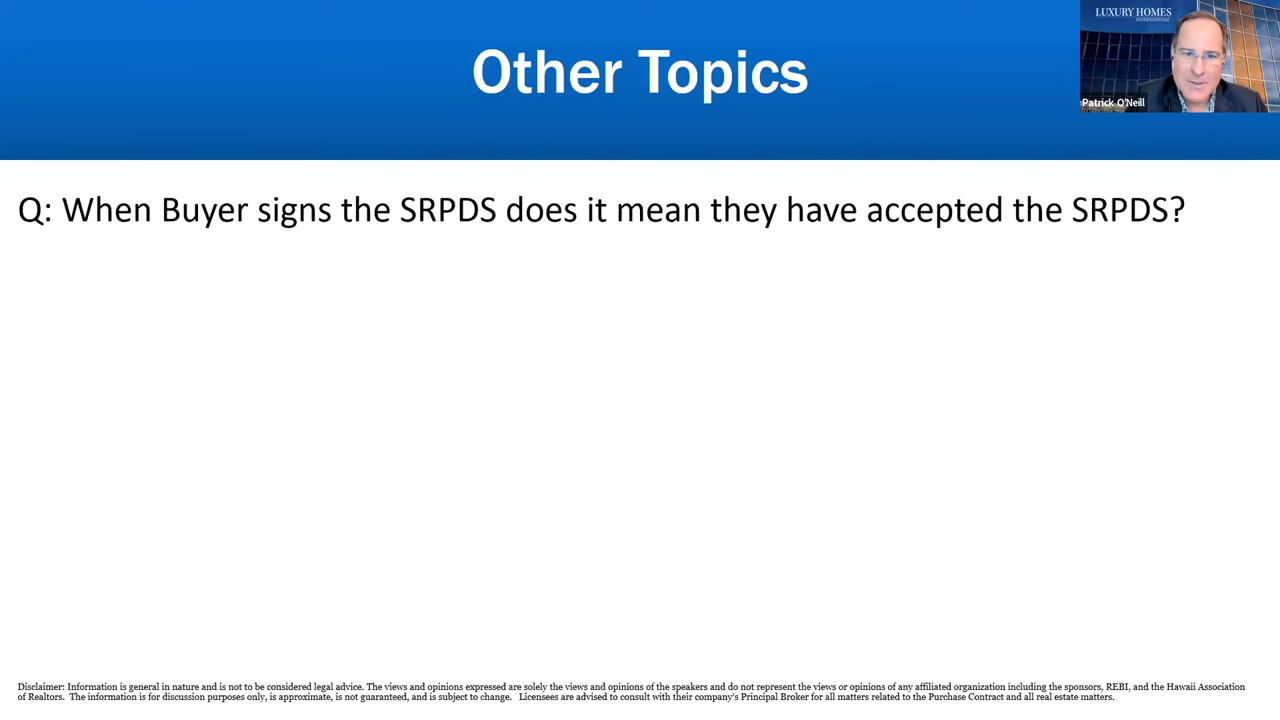 Other Topics
LUXURY HOMES
INTERNATIONAL
Patrick O'Neill
Q: When Buyer signs the SRPDS does it mean they have accepted the SRPDS?
Disclaimer: Information is general in nature and is not to be considered legal advice. The views and opinions expressed are solely the views and opinions of the speakers and do not represent the views or opinions of any affiliated organization including the sponsors, REBI, and the Hawaii Association
of Realtors. The information is for discussion purposes only, is approximate, is not guaranteed, and is subject to change. Licensees are advised to consult with their company's Principal Broker for all matters related to the Purchase Contract and all real estate matters.